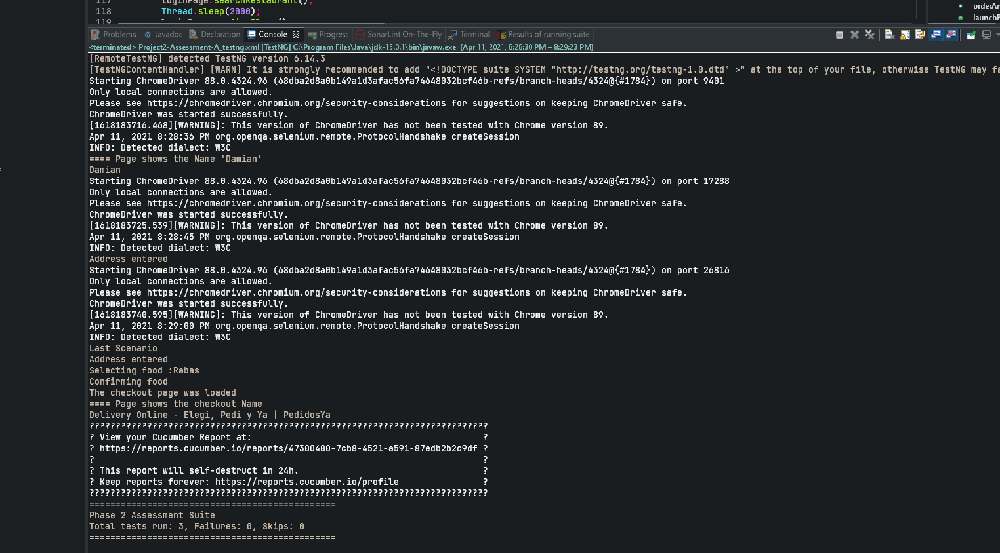 117 loginPage.searchRestaurant();
118 Thread.sleep(2000);
119
orderAn
launchB
Problems Javadoc Declaration Console Progress SonarLint On-The-Fly Terminal Results of running suite
<terminated> Project2-Assessment-A_testng.xml [TestNG] C:\Program Files\Java\jdk-15.0.1\bin\javaw.exe (Apr 11, 2021, 8:28:30 PM – 8:29:23 PM)
[RemoteTestNG] detected TestNG version 6.14.3
[TestNGContentHandler] [WARN] It is strongly recommended to add "<!DOCTYPE suite SYSTEM "http://testng.org/testng-1.0.dtd" >" at the top of your file, otherwise TestNG may fa
Starting ChromeDriver 88.0.4324.96 (68dba2d8a0b149a1d3afac56fa74648032bcf46b-refs/branch-heads/4324@{#1784}) on port 9401
Only local connections are allowed.
Please see https://chromedriver.chromium.org/security-considerations for suggestions on keeping ChromeDriver safe.
ChromeDriver was started successfully.
[1618183716.468][WARNING]: This version of ChromeDriver has not been tested with Chrome version 89.
Apr 11, 2021 8:28:36 PM org.openqa.selenium.remote.ProtocolHandshake createSession
INFO: Detected dialect: W3C
==== Page shows the Name 'Damian'
Damian
Starting ChromeDriver 88.0.4324.96 (68dba2d8a0b149a1d3afac56fa74648032bcf46b-refs/branch-heads/4324@{#1784}) on port 17288
Only local connections are allowed.
Please see https://chromedriver.chromium.org/security-considerations for suggestions on keeping ChromeDriver safe.
ChromeDriver was started successfully.
[1618183725.539][WARNING]: This version of ChromeDriver has not been tested with Chrome version 89.
Apr 11, 2021 8:28:45 PM org.openqa.selenium.remote.ProtocolHandshake createSession
INFO: Detected dialect: W3C
Address entered
Starting ChromeDriver 88.0.4324.96 (68dba2d8a0b149a1d3afac56fa74648032bcf46b-refs/branch-heads/4324@{#1784}) on port 26816
Only local connections are allowed.
Please see https://chromedriver.chromium.org/security-considerations for suggestions on keeping ChromeDriver safe.
ChromeDriver was started successfully.
[1618183740.595][WARNING]: This version of ChromeDriver has not been tested with Chrome version 89.
Apr 11, 2021 8:29:00 PM org.openqa.selenium.remote.ProtocolHandshake createSession
INFO: Detected dialect: W3C
Last Scenario
Address entered
Selecting food :Rabas
Confirming food
The checkout page was loaded
==== Page shows the checkout Name
Delivery Online - Elegí, Pedí y Ya | PedidosYa
????????????????????????????????????????????????????????????????????????????
? View your Cucumber Report at: ?
? https://reports.cucumber.io/reports/47300400-7cb8-4521-a591-87edb2b2c9df ?
? ?
? This report will self-destruct in 24h. ?
? Keep reports forever: https://reports.cucumber.io/profile ?
????????????????????????????????????????????????????????????????????????????
===============================================
Phase 2 Assessment Suite
Total tests run: 3, Failures: 0, Skips: 0
===============================================